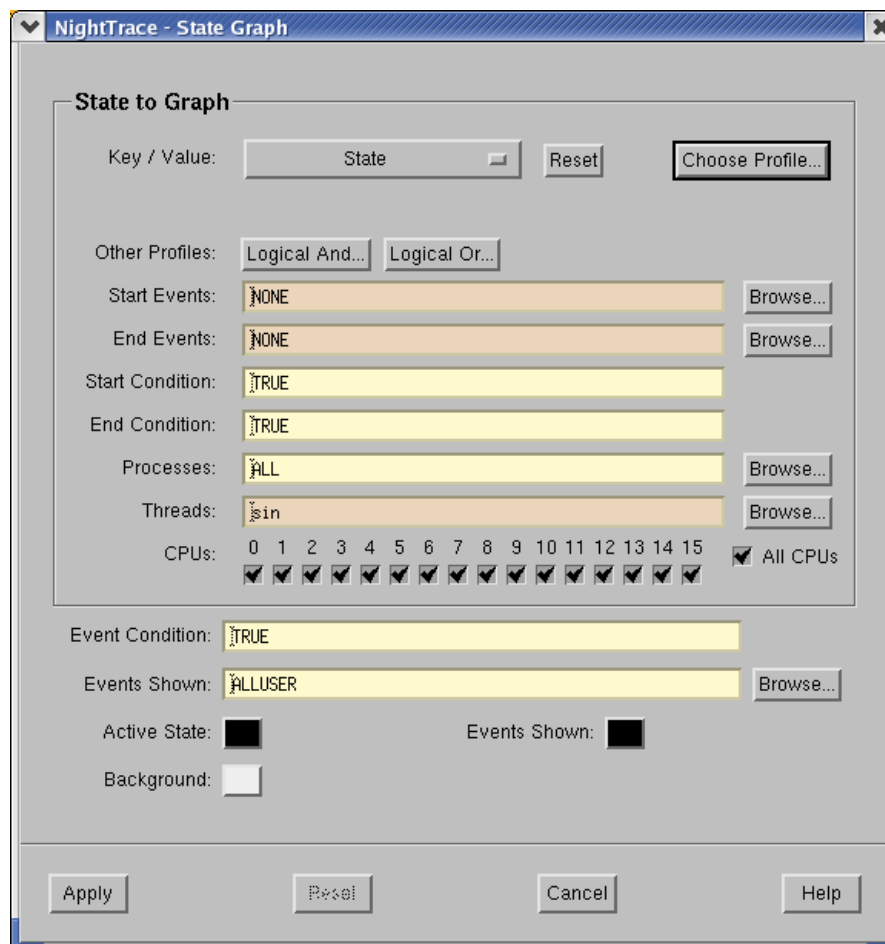 NightTrace - State Graph
State to Graph
Key / Value: State Reset Choose Profile...
Other Profiles: Logical And... Logical Or...
Start Events: NONE Browse...
End Events: NONE Browse...
Start Condition: TRUE
End Condition: TRUE
Processes: ALL Browse...
Threads: sin Browse...
0 1 2 3 4 5 6 7 8 9 10 11 12 13 14 15
CPUs: All CPUs
Event Condition: TRUE
Events Shown: ALLUSER Browse...
Active State: Events Shown:
Background:
Apply Reset Cancel Help